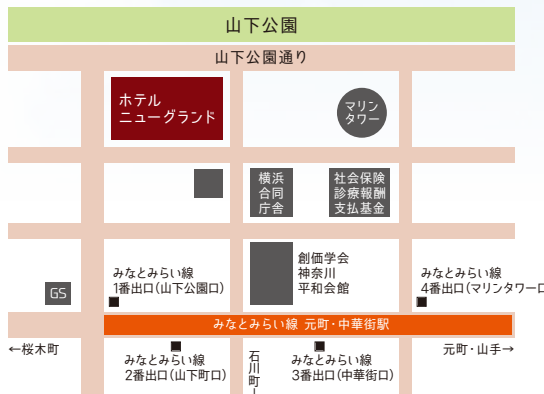 山下公園
山下公園通り
ホテル
ニューグランド
マリン
タワー
横浜
合同
庁舎
社会保険
診療報酬
支払基金
創価学会
神奈川
平和会館
みなとみらい線
1番出口(山下公園口)
みなとみらい線
4番出口(マリンタワー口
GS
みなとみらい線 元町・中華街駅
←桜木町
みなとみらい線
2番出口(山下町口)
石川町
みなとみらい線
3番出口(中華街口)
元町・山手→